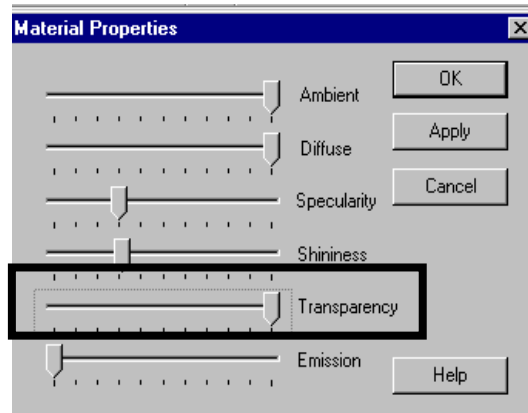 Material Properties
Ambient
OK
Diffuse
Apply
Specularity
Cancel
Shininess
Transparency
Emission
Help